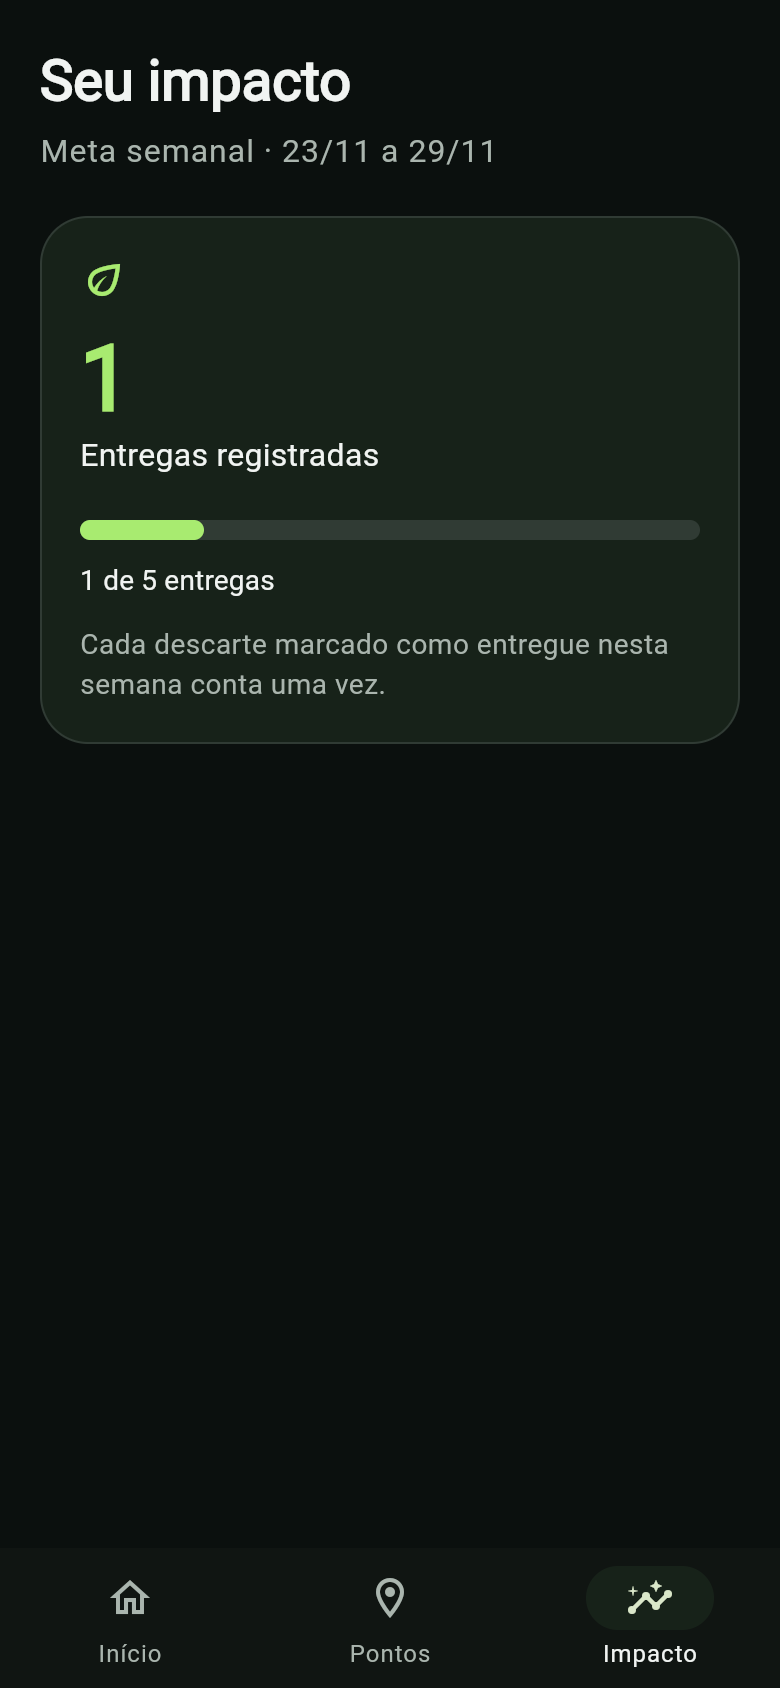 Seu impacto
Meta semanal · 23/11 a 29/11
1
Entregas registradas
1 de 5 entregas
Cada descarte marcado como entregue nesta
semana conta uma vez.
Início
Pontos
Impacto